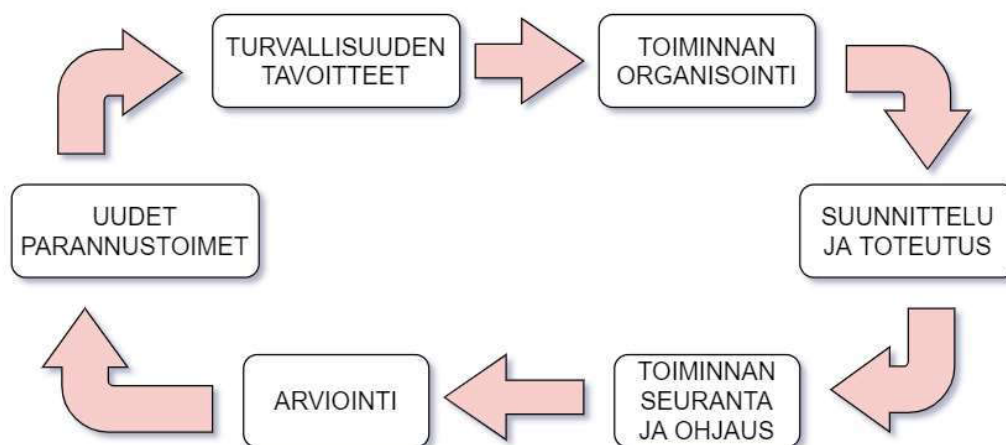 TURVALLISUUDEN
TAVOITTEET
TOIMINNAN
ORGANISOINTI
SUUNNITTELU
JA TOTEUTUS
TOIMINNAN
SEURANTA
JA OHJAUS
ARVIOINTI
UUDET
PARANNUSTOIMET